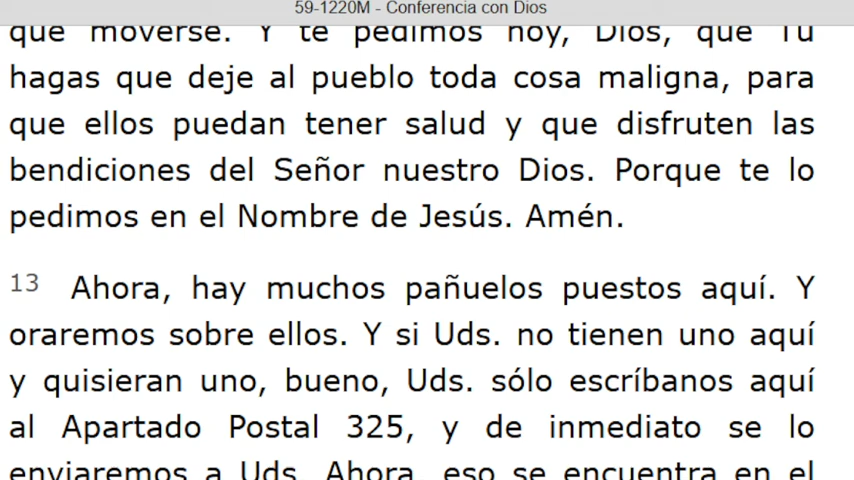 59-1220M - Conferencia con Dios
que moverse. Y te pedimos hoy, Dios, que Tú
hagas que deje al pueblo toda cosa maligna, para
que ellos puedan tener salud y que disfruten las
bendiciones del Señor nuestro Dios. Porque te lo
pedimos en el Nombre de Jesús. Amén.
13 Ahora, hay muchos pañuelos puestos aquí. Y
oraremos sobre ellos. Y si Uds. no tienen uno aquí
y quisieran uno, bueno, Uds. sólo escríbanos aquí
al Apartado Postal 325, y de inmediato se lo
enviaremos a Uds. Ahora, eso se encuentra en el